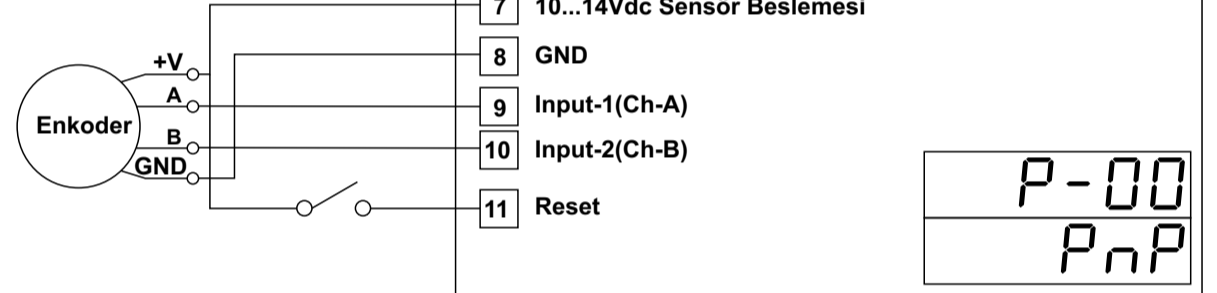 7 10...14Vdc Sensör Beslemesi
+V
8 GND
A
9 Input-1(Ch-A)
Enkoder
B
10 Input-2(Ch-B)
GND
P-00
11 Reset
PnP